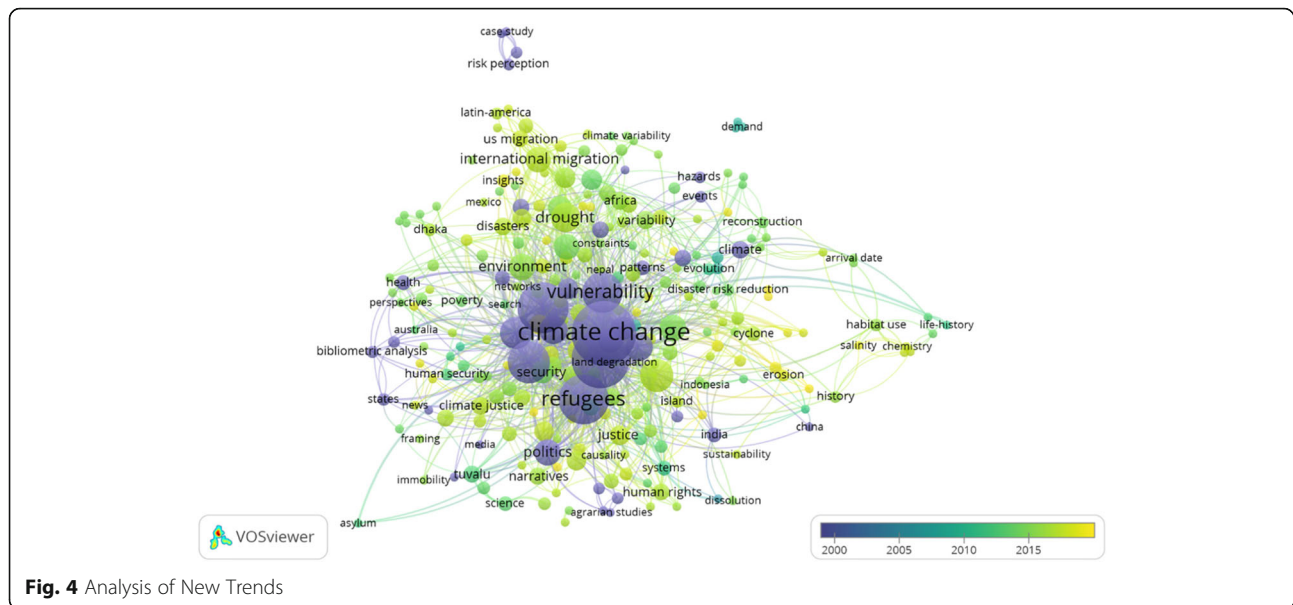 case study
risk perception
latin-america
demand
us migration
climate variability
international migration
hazards
insights
events
mexico
africa
drought
variability
reconstruction
dhaka
disasters
constraints
climate
arrival date
environment
nepal
patterns
evolution
health
networks
vulnerability
disaster risk reduction
perspectives
poverty
search
climate change
australia
cyclone
habitat use
life-history
salinity
chemistry
bibliometric analysis
land degradation
human security
security
erosion
indonesia
states
news
climate justice
refugees
island
history
framing
media
justice
india
china
politics
causality
sustainability
immobility
tuvalu
narratives
systems
human rights
science
agrarian studies
dissolution
asylum
VOSviewer
2000
2005
2010
2015
Fig. 4 Analysis of New Trends